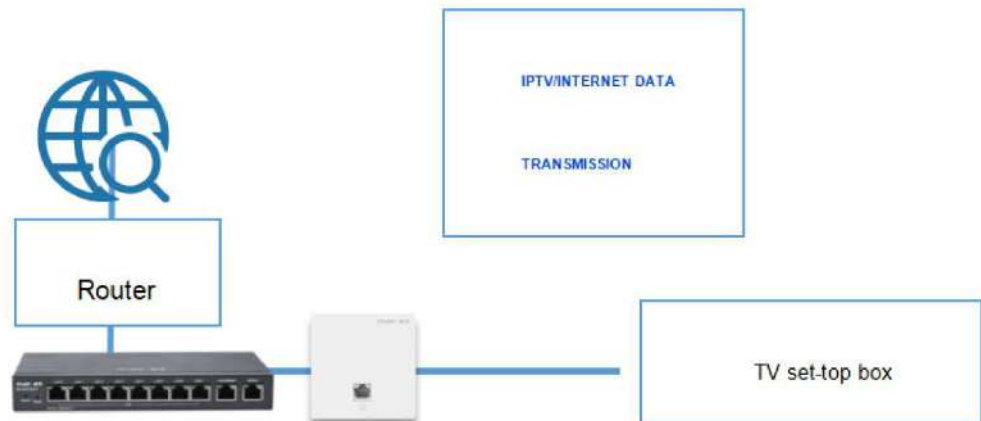 IPTV/INTERNET DATA
TRANSMISSION
Router
TV set-top box